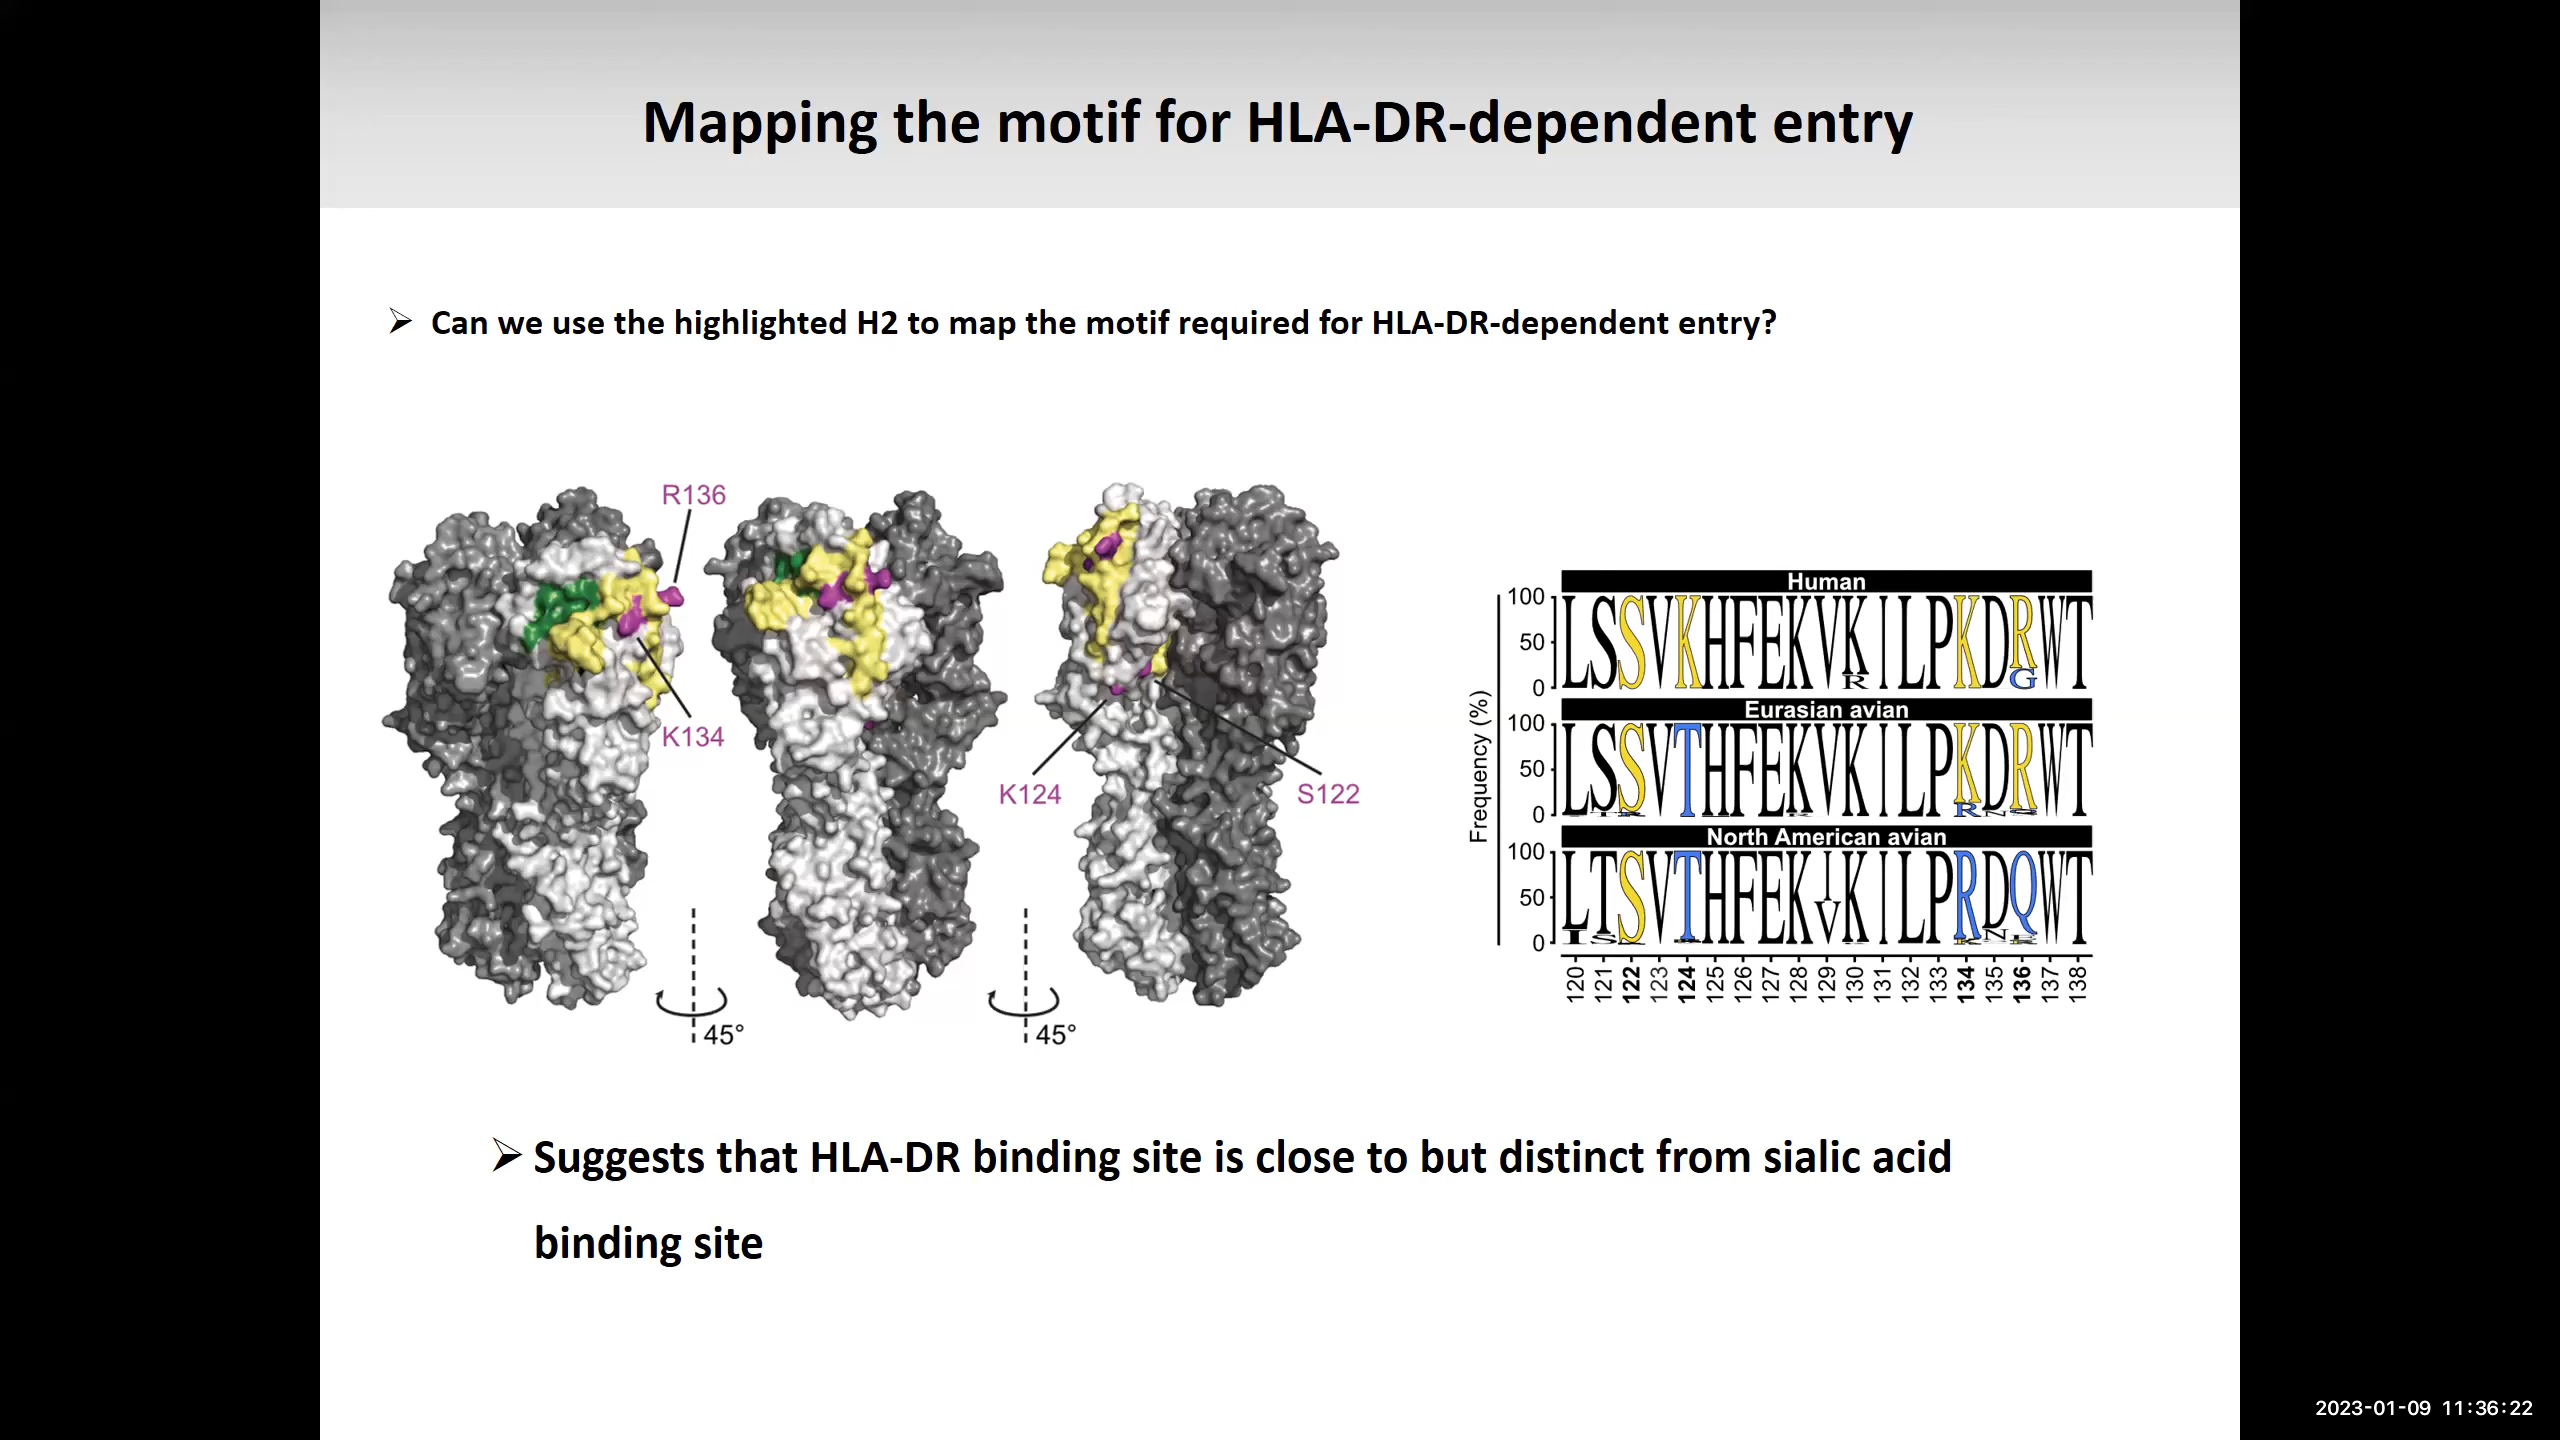 Mapping the motif for HLA-DR-dependent entry
➢ Can we use the highlighted H2 to map the motif required for HLA-DR-dependent entry?
R136
K134
K124
S122
45°
45°
Frequency (%)
Human
100
50
0
LSSVKHFEKVKILPKDRWT
R G
Eurasian avian
100
50
0
LSSVTHFEKVKILPKDRWT
R N
North American avian
100
50
0
LTSVTHFEKIKILPRDQWT
I S V K N E
120 121 122 123 124 125 126 127 128 129 130 131 132 133 134 135 136 137 138
➢ Suggests that HLA-DR binding site is close to but distinct from sialic acid
binding site
2023-01-09 11:36:22